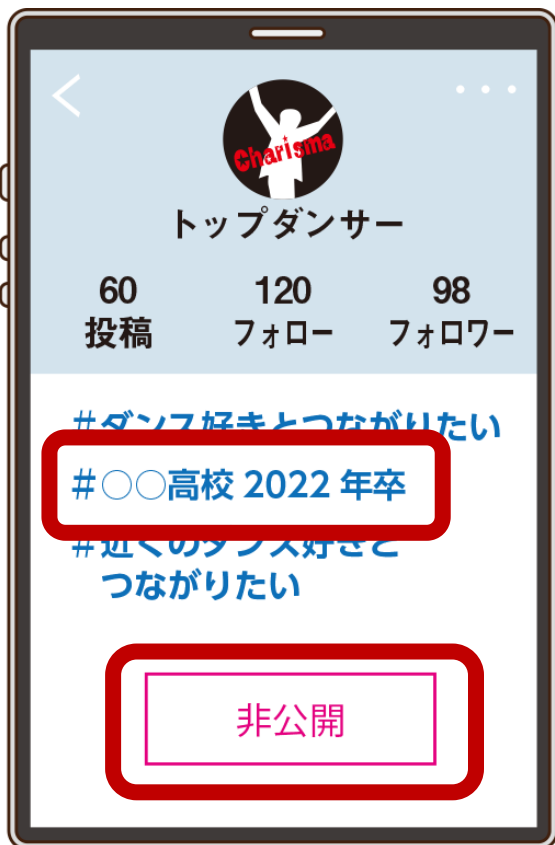 Charisma
トップダンサー
60 120 98
投稿 フォロー フォロワー
#ダンス好きとつながりたい
#○○高校 2022 年卒
#近くのダンス好きと
つながりたい
非公開